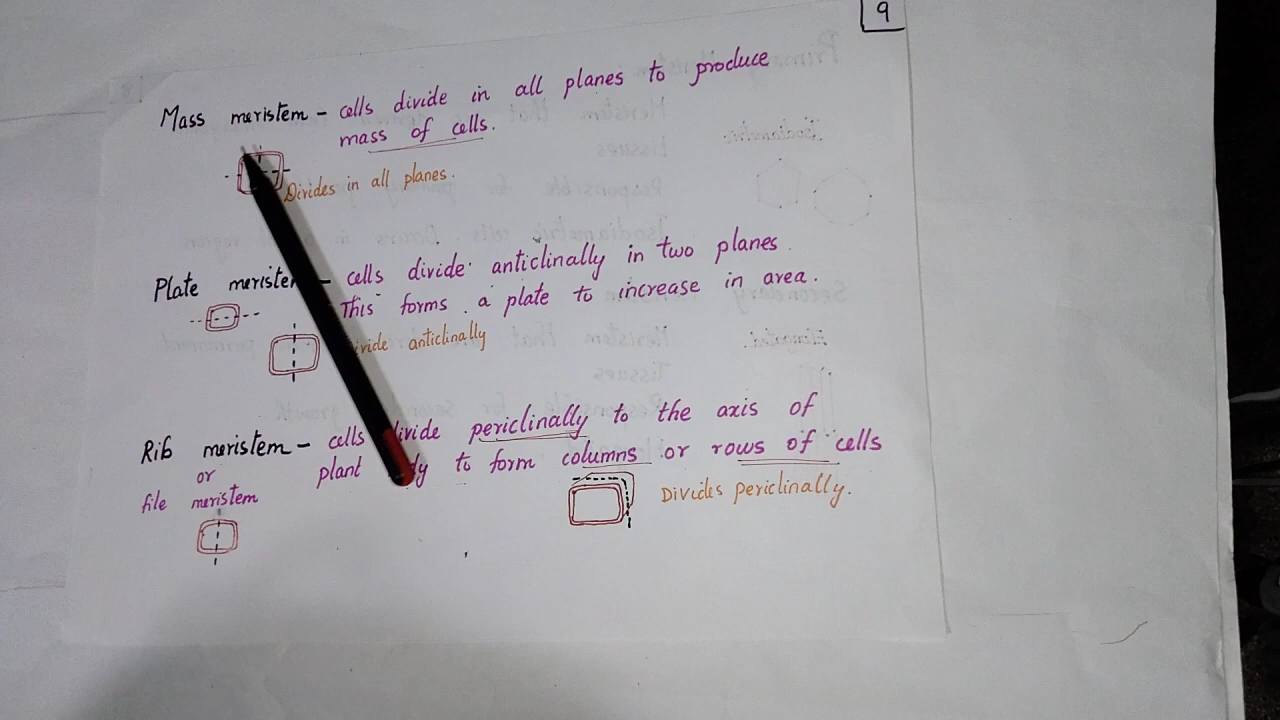 9
Mass meristem - cells divide in all planes to produce
mass of cells.
Divides in all planes.
Plate - cells divide anticlinally in two planes.
This forms a plate to increase in area.
anticlinally
Rib meristem - cells divide periclinally to the axis of
or plant to form columns or rows of cells
file meristem
Divides periclinally.